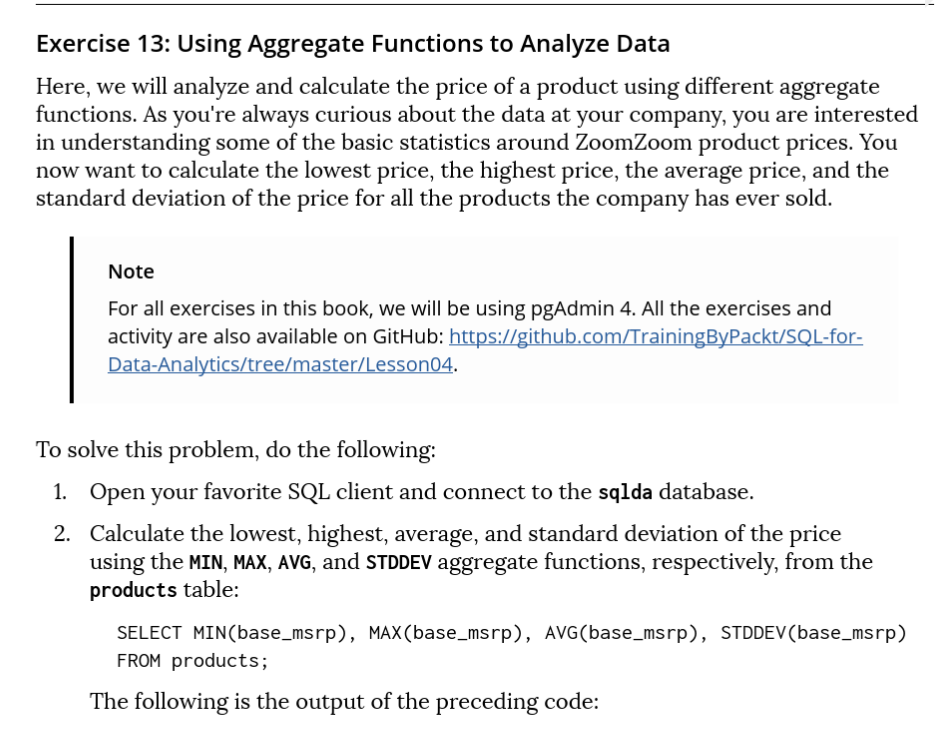 Exercise 13: Using Aggregate Functions to Analyze Data
Here, we will analyze and calculate the price of a product using different aggregate
functions. As you're always curious about the data at your company, you are interested
in understanding some of the basic statistics around ZoomZoom product prices. You
now want to calculate the lowest price, the highest price, the average price, and the
standard deviation of the price for all the products the company has ever sold.
Note
For all exercises in this book, we will be using pgAdmin 4. All the exercises and
activity are also available on GitHub: https://github.com/TrainingByPackt/SQL-for-
Data-Analytics/tree/master/Lesson04.
To solve this problem, do the following:
1. Open your favorite SQL client and connect to the sqlda database.
2. Calculate the lowest, highest, average, and standard deviation of the price
using the MIN, MAX, AVG, and STDDEV aggregate functions, respectively, from the
products table:
SELECT MIN(base_msrp), MAX(base_msrp), AVG(base_msrp), STDDEV(base_msrp)
FROM products;
The following is the output of the preceding code: